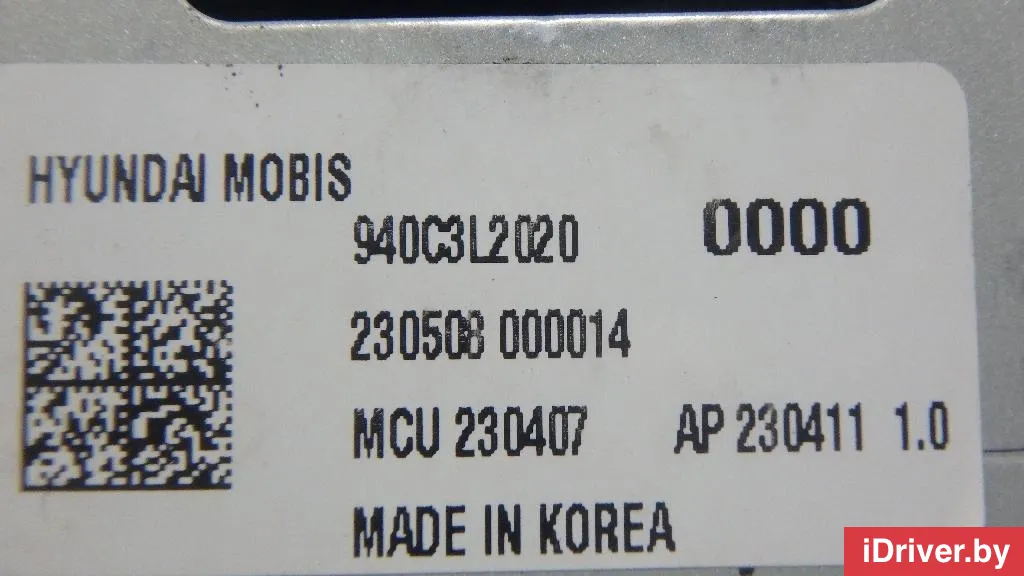 HYUNDAI MOBIS
940C3L2020 0000
230508 000014
MCU 230407 AP 230411 1.0
MADE IN KOREA
iDriver.by